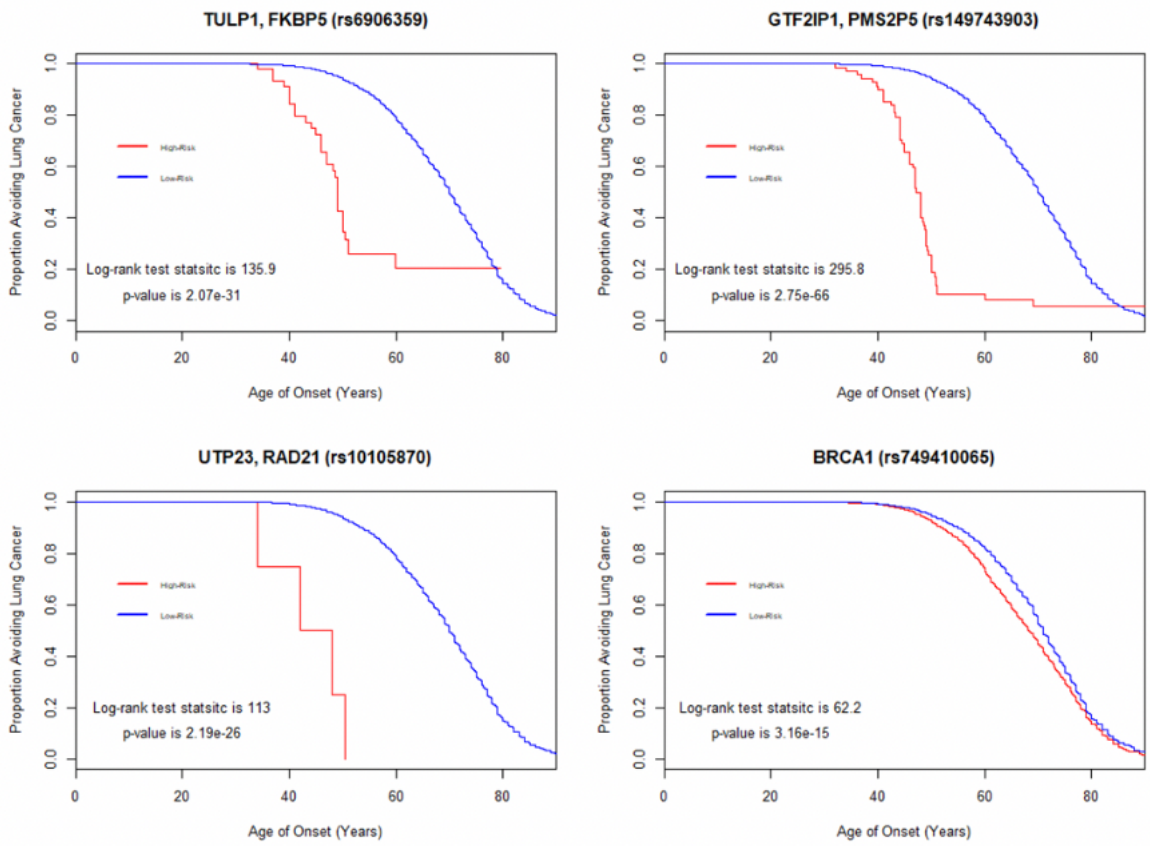 TULP1, FKBP5 (rs6906359)
Proportion Avoiding Lung Cancer
1.0
0.8
0.6
0.4
0.2
0.0
High-Risk
Low-Risk
Log-rank test statsitc is 135.9
p-value is 2.07e-31
0 20 40 60 80
Age of Onset (Years)
GTF2IP1, PMS2P5 (rs149743903)
Proportion Avoiding Lung Cancer
1.0
0.8
0.6
0.4
0.2
0.0
High-Risk
Low-Risk
Log-rank test statsitc is 295.8
p-value is 2.75e-66
0 20 40 60 80
Age of Onset (Years)
UTP23, RAD21 (rs10105870)
Proportion Avoiding Lung Cancer
1.0
0.8
0.6
0.4
0.2
0.0
High-Risk
Low-Risk
Log-rank test statsitc is 113
p-value is 2.19e-26
0 20 40 60 80
Age of Onset (Years)
BRCA1 (rs749410065)
Proportion Avoiding Lung Cancer
1.0
0.8
0.6
0.4
0.2
0.0
High-Risk
Low-Risk
Log-rank test statsitc is 62.2
p-value is 3.16e-15
0 20 40 60 80
Age of Onset (Years)